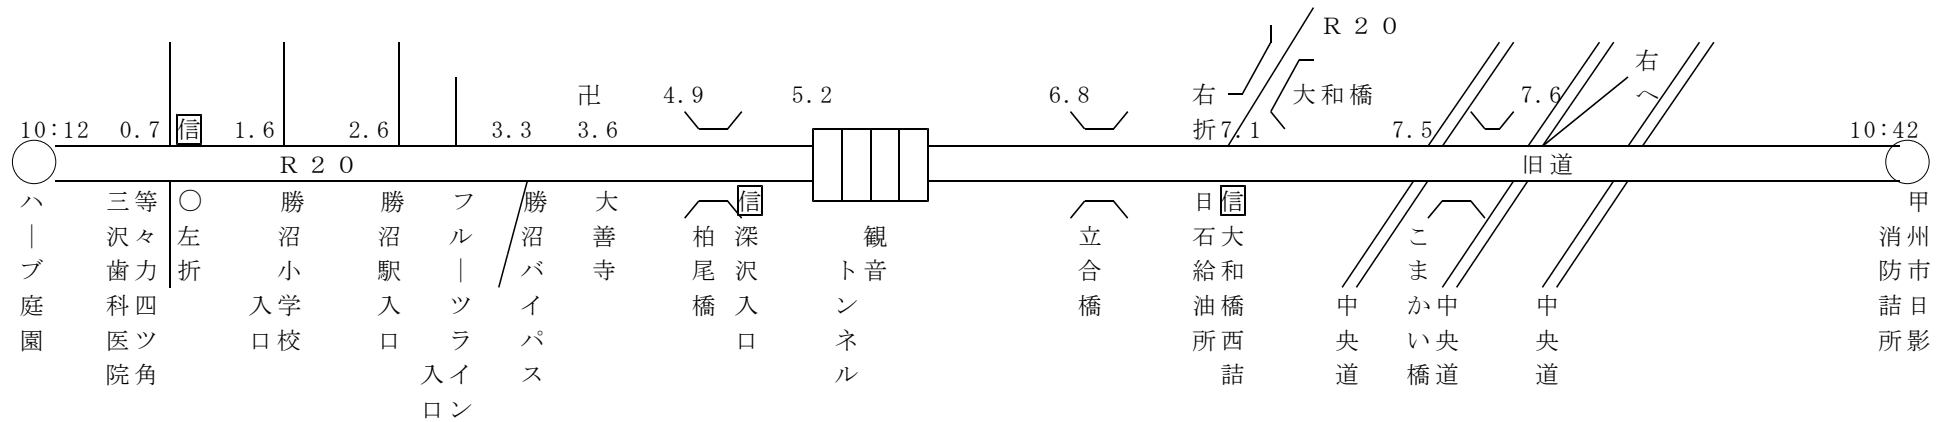 R20
右へ
卍
4.9
5.2
6.8
右折
大和橋
7.6
10:12
0.7
信
1.6
2.6
3.3
3.6
7.1
7.5
10:42
R20
旧道
ハーブ庭園
等々力四ツ角
三沢歯科医院
〇左折
勝沼小学校
入口
勝沼駅入口
フルーツライン
入口
勝沼バイパス
大善寺
柏尾橋
信
深沢入口
観音
トンネル
立合橋
信
大和橋西詰
日石給油所
中央道
こまかい橋
中央道
中央道
甲州市日影
消防詰所